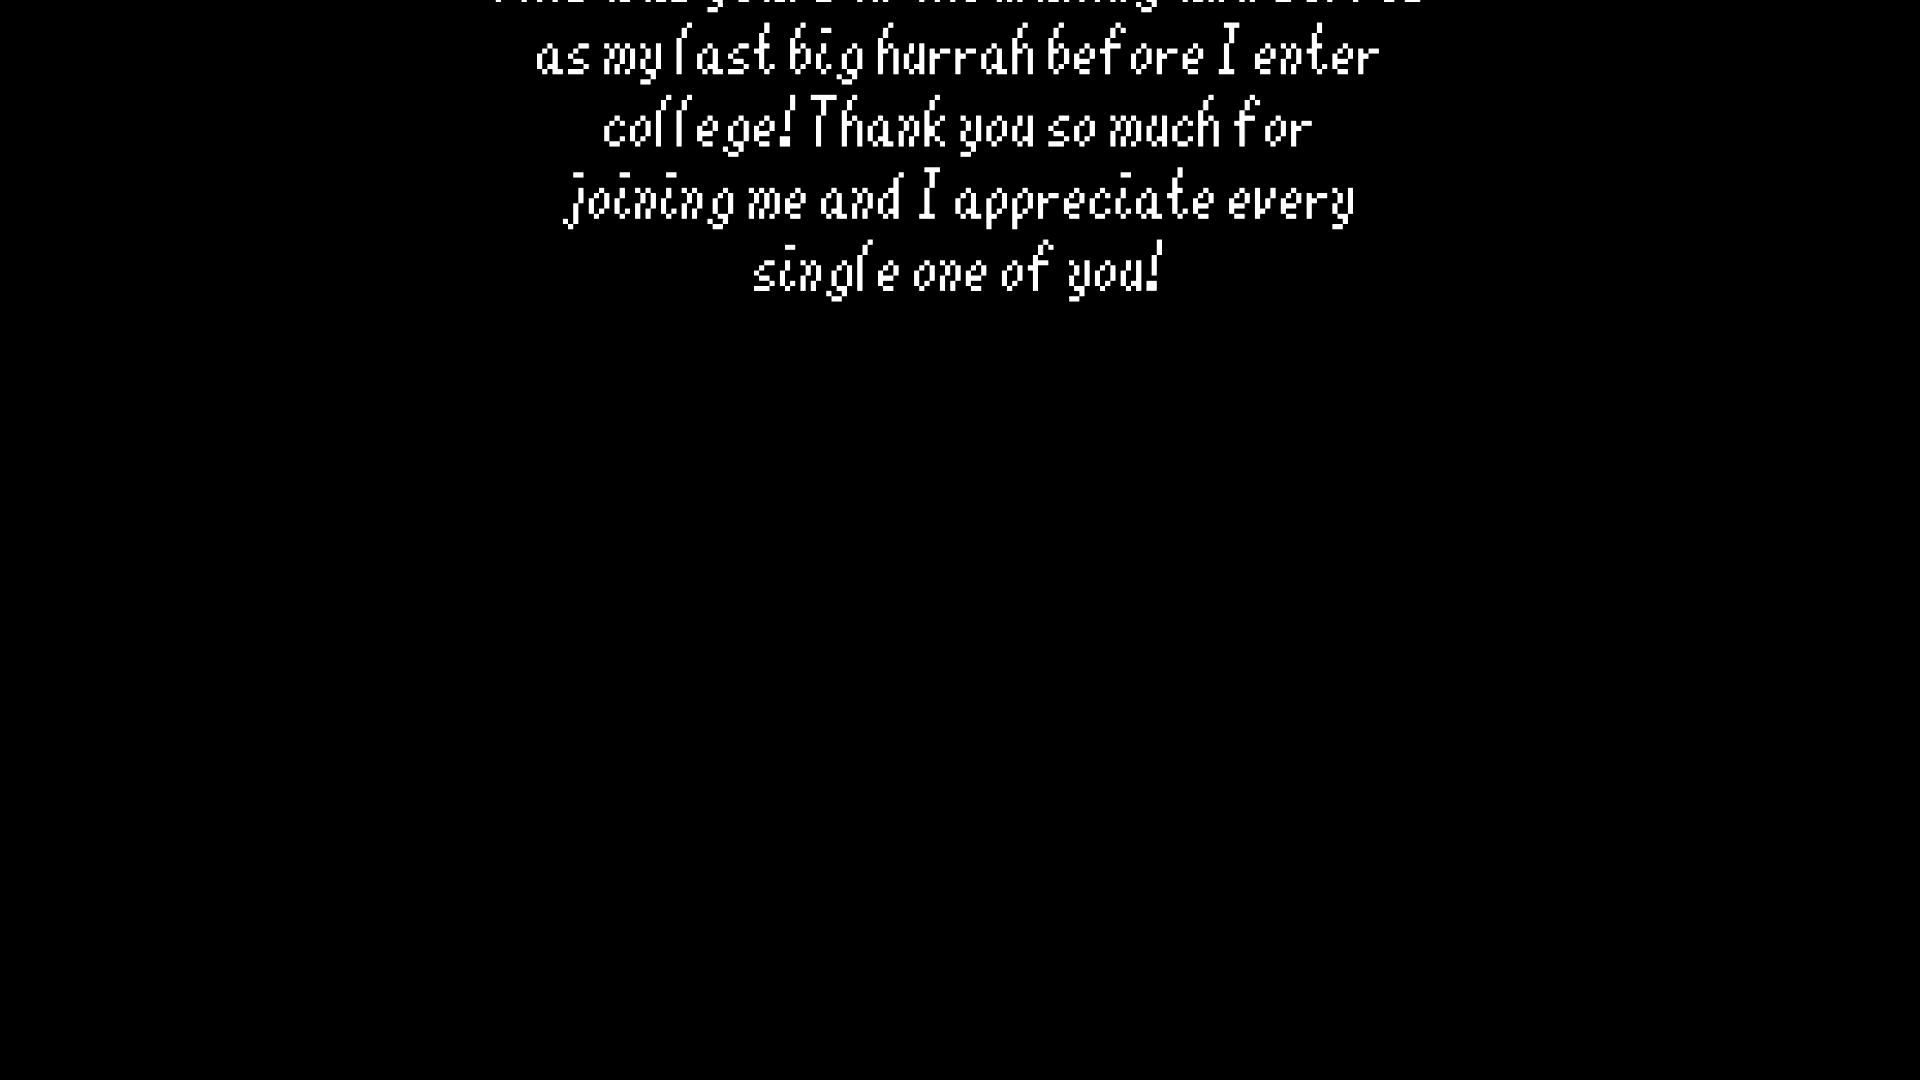 as my last big hurrah before I enter
college! Thank you so much for
joining me and I appreciate every
single one of you!